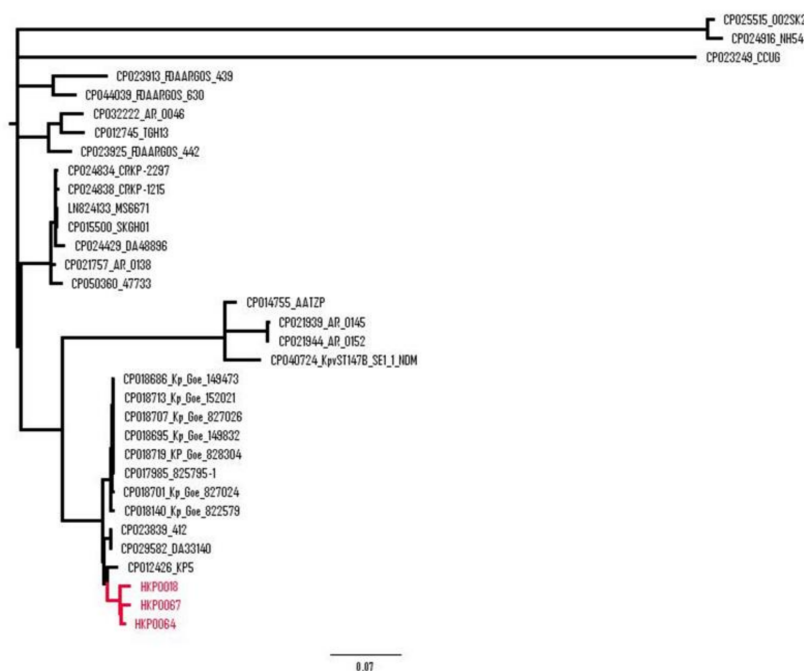 CP025515_002SK2
CP024916_NH54
CP023249_CCUG
CP023913_FDAARGOS_439
CP044039_FDAARGOS_630
CP032222_AR_0046
CP012745_TGH13
CP023925_FDAARGOS_442
CP024834_CRKP-2297
CP024838_CRKP-1215
LN824133_MS6671
CP015500_SKGH01
CP024429_DA48896
CP021757_AR_0138
CP050360_47733
CP014755_AATZP
CP021939_AR_0145
CP021944_AR_0152
CP040724_KpvST147B_SE1_1_NDM
CP018686_Kp_Goe_149473
CP018713_Kp_Goe_152021
CP018707_Kp_Goe_827026
CP018695_Kp_Goe_149832
CP018719_KP_Goe_828304
CP017985_825795-1
CP018701_Kp_Goe_827024
CP018140_Kp_Goe_822579
CP023839_412
CP029582_DA33140
CP012426_KP5
HKP0018
HKP0067
HKP0064
0.07